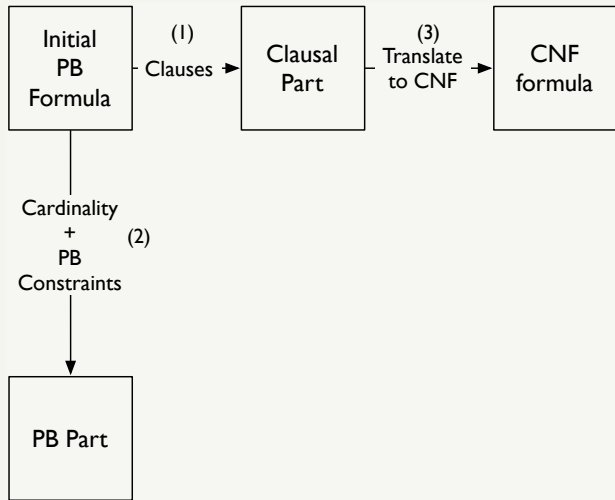 Initial
PB
Formula
(1)
Clauses
Clausal
Part
(3)
Translate
to CNF
CNF
formula
Cardinality
+
PB
Constraints
(2)
PB Part